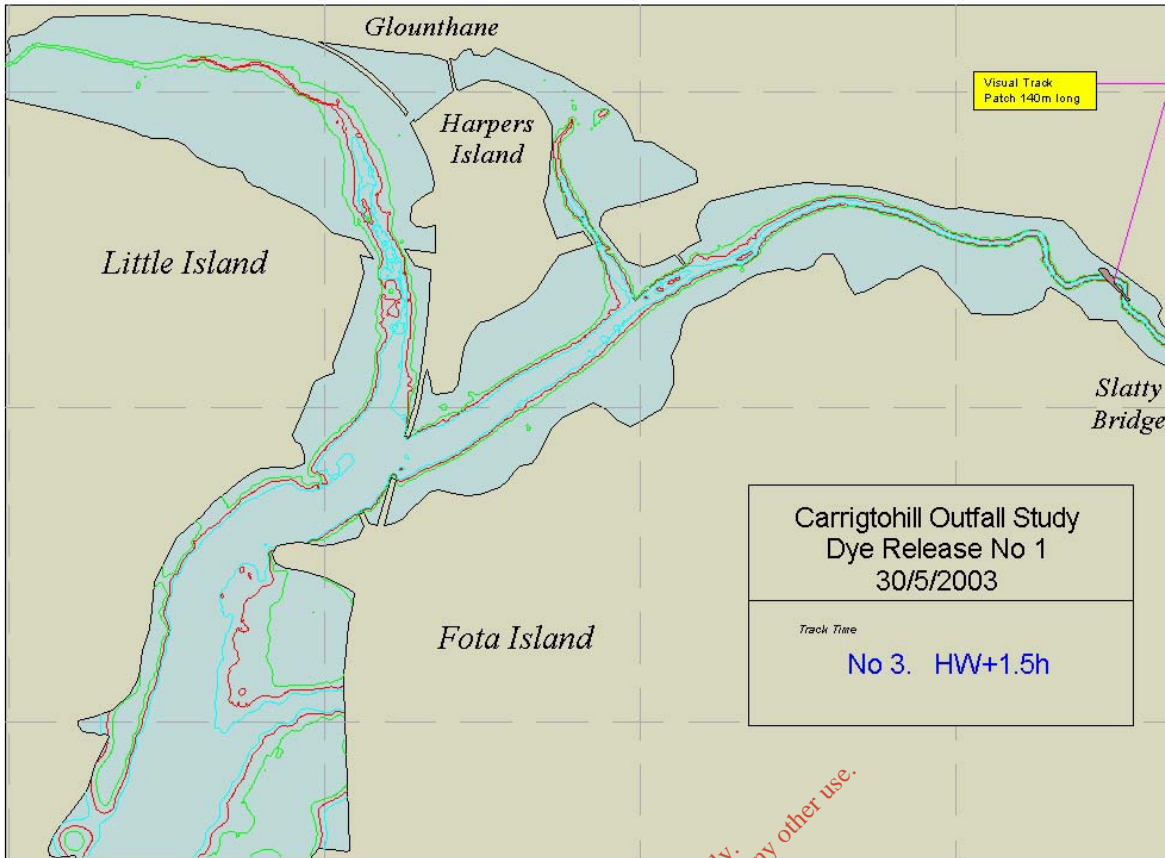 Glounthane
Visual Track
Patch 140m long
Harpers
Island
Little Island
Slatty
Bridge
Carrigtohill Outfall Study
Dye Release No 1
30/5/2003
Fota Island
Track Time
No 3. HW+1.5h
any other use.